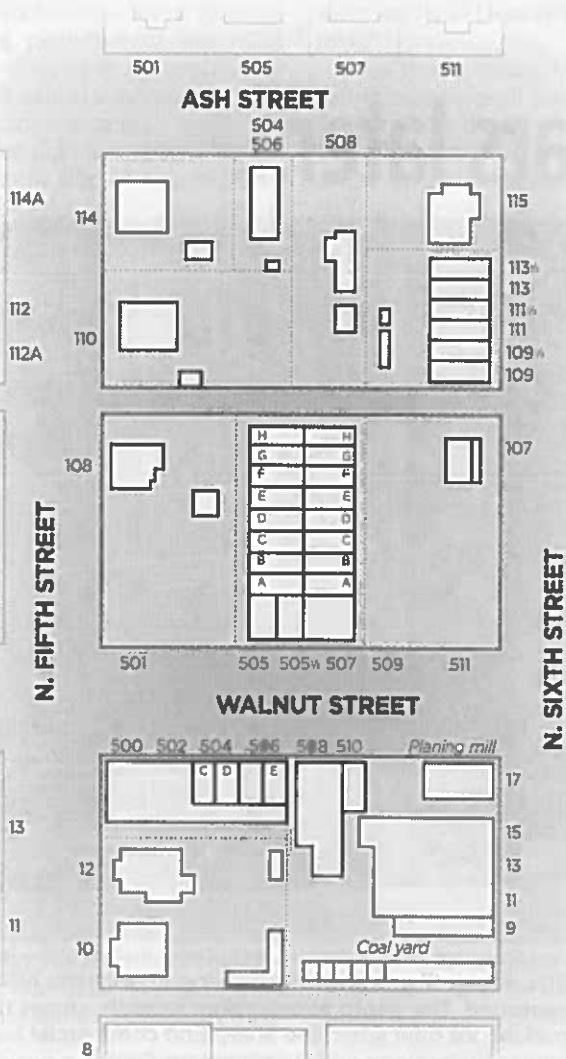 501 505 507 511
ASH STREET
504
506
508
114A
114
115
113½
113
112
111½
111
110
112A
109½
109
108
107
H H
G G
F F
E E
D D
C C
B B
A A
N. FIFTH STREET
N. SIXTH STREET
501 505 505½ 507 509 511
WALNUT STREET
500 502 504 506 508 510 Planing mill
C D E
17
13
15
12
13
11
11
9
10
Coal yard
8